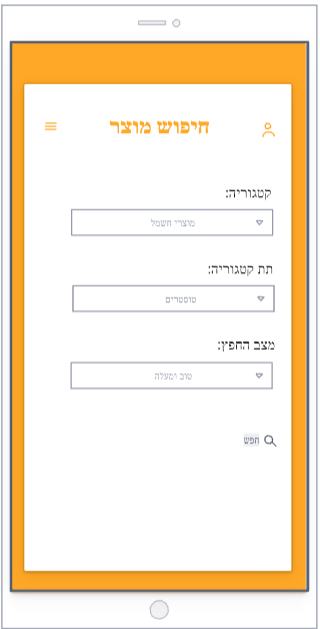 חיפוש מוצר
קטגוריה:
מוצרי חשמל
תת קטגוריה:
טוסטרים
מצב החפץ:
טוב ומעלה
חפש